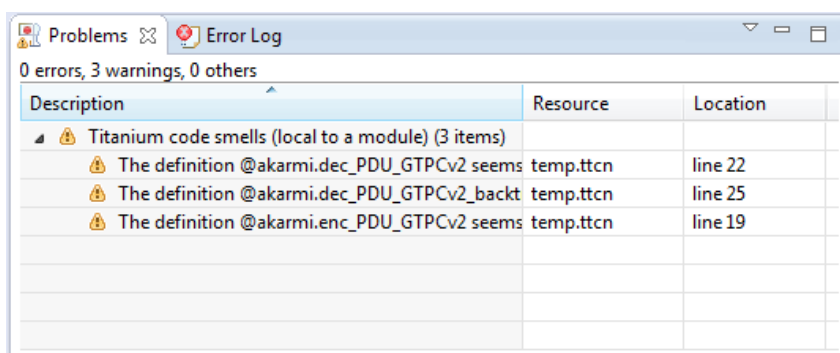 Problems Error Log
0 errors, 3 warnings, 0 others
Description Resource Location
Titanium code smells (local to a module) (3 items)
The definition @akarmi.dec_PDU_GTPCv2 seems temp.ttcn line 22
The definition @akarmi.dec_PDU_GTPCv2_backt temp.ttcn line 25
The definition @akarmi.enc_PDU_GTPCv2 seems temp.ttcn line 19